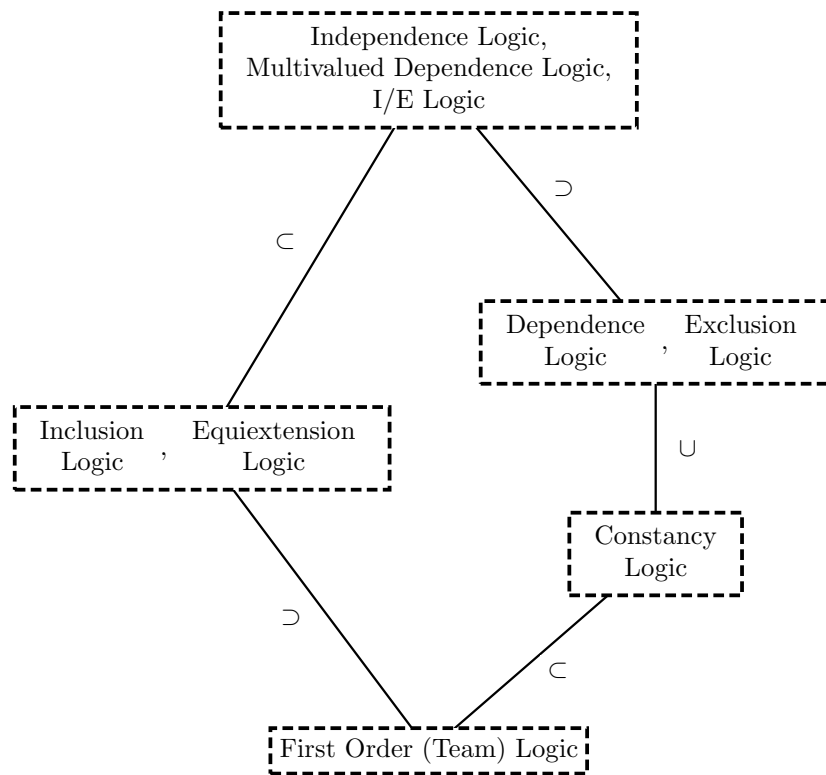 Independence Logic,
Multivalued Dependence Logic,
I/E Logic
⊃
⊂
Dependence Logic , Exclusion Logic
Inclusion Logic , Equiextension Logic
∪
Constancy
Logic
⊃
⊂
First Order (Team) Logic